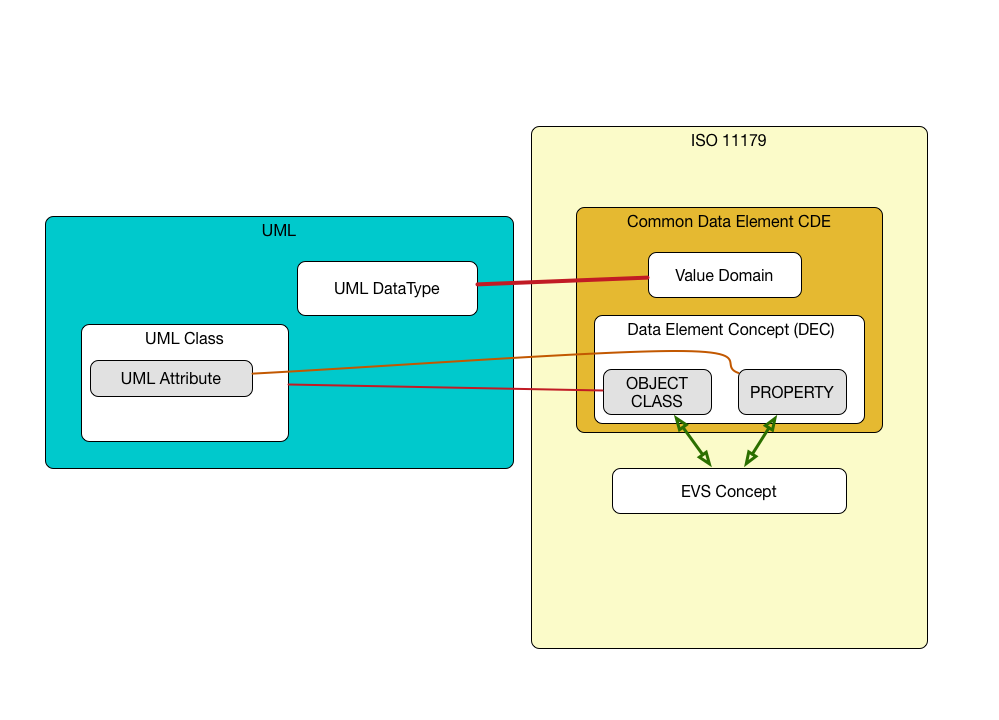 ISO 11179
Common Data Element CDE
UML
Value Domain
UML DataType
Data Element Concept (DEC)
UML Class
UML Attribute
OBJECT
CLASS
PROPERTY
EVS Concept